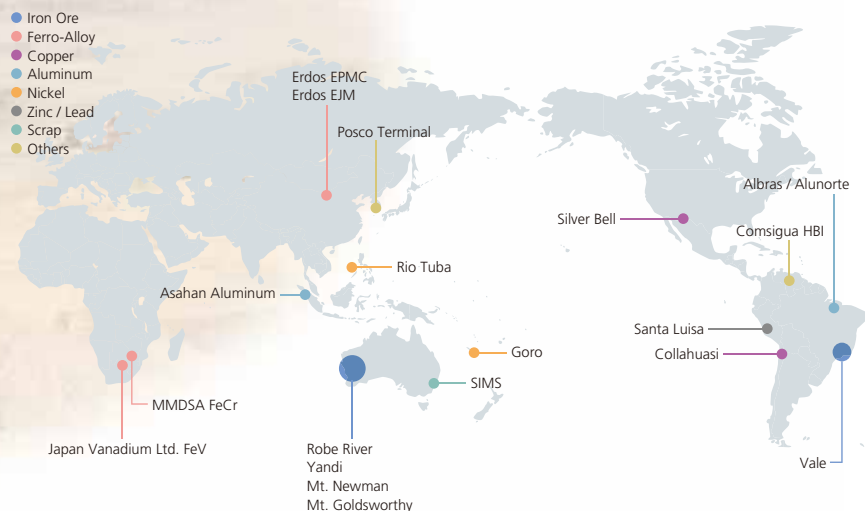 Iron Ore
Ferro-Alloy
Copper
Aluminum
Nickel
Zinc / Lead
Scrap
Others
Erdos EPMC
Erdos EJM
Posco Terminal
Albras / Alunorte
Silver Bell
Comsigua HBI
Rio Tuba
Asahan Aluminum
Santa Luisa
Goro
Collahuasi
SIMS
MMDSA FeCr
Japan Vanadium Ltd. FeV
Robe River
Yandi
Mt. Newman
Mt. Goldsworthy
Vale